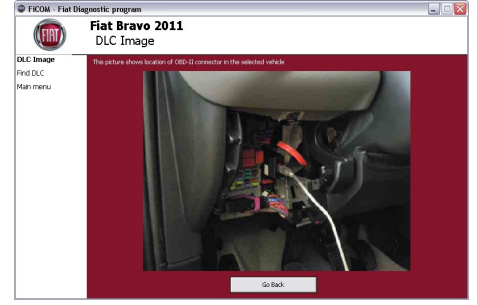 FiCOM - Fiat Diagnostic program
FIAT
Fiat Bravo 2011
DLC Image
DLC Image
Find DLC
Main menu
This picture shows location of OBD-II connector in the selected vehicle
Go Back